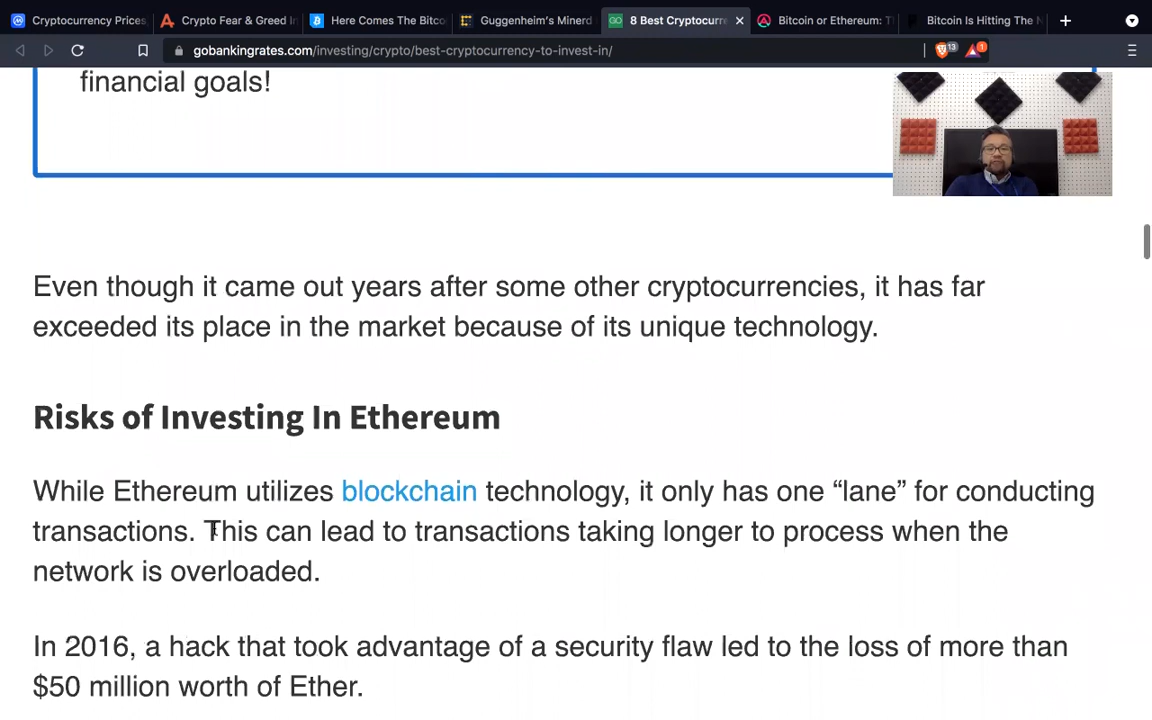 Cryptocurrency Prices,
Crypto Fear & Greed In
Here Comes The Bitco
Guggenheim's Minerd
8 Best Cryptocurr
Bitcoin or Ethereum: T
Bitcoin Is Hitting The N
gobankingrates.com/investing/crypto/best-cryptocurrency-to-invest-in/
13
1
financial goals!
Even though it came out years after some other cryptocurrencies, it has far
exceeded its place in the market because of its unique technology.
Risks of Investing In Ethereum
While Ethereum utilizes blockchain technology, it only has one “lane” for conducting
transactions. This can lead to transactions taking longer to process when the
network is overloaded.
In 2016, a hack that took advantage of a security flaw led to the loss of more than
$50 million worth of Ether.